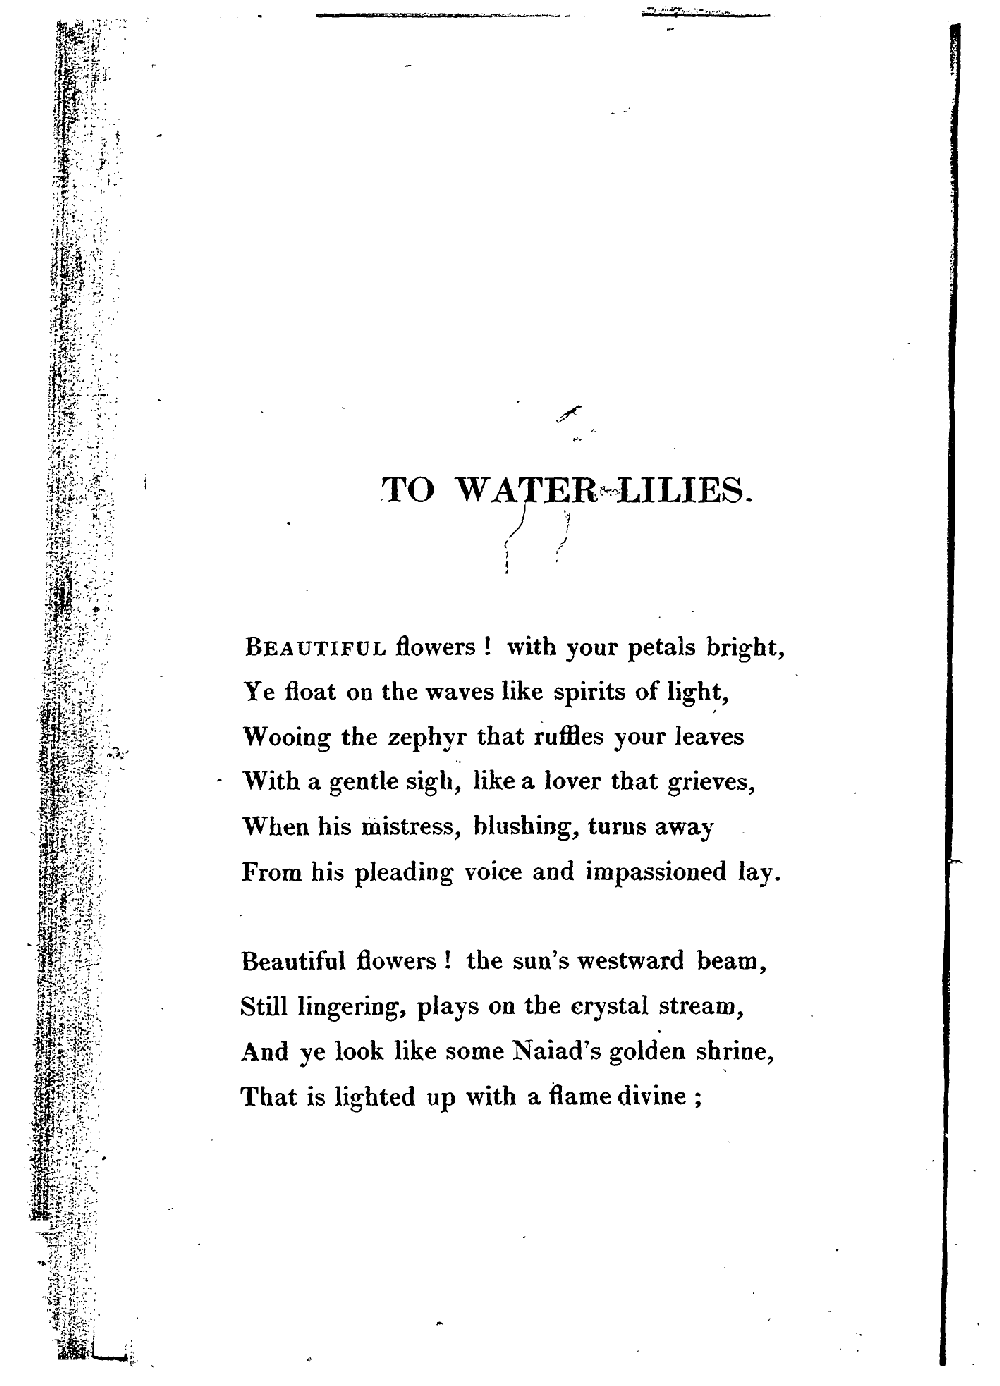 TO WATER-LILIES.
BEAUTIFUL flowers ! with your petals bright,
Ye float on the waves like spirits of light,
Wooing the zephyr that ruffles your leaves
With a gentle sigh, like a lover that grieves,
When his mistress, blushing, turns away
From his pleading voice and impassioned lay.
Beautiful flowers ! the sun's westward beam,
Still lingering, plays on the crystal stream,
And ye look like some Naiad's golden shrine,
That is lighted up with a flame divine ;